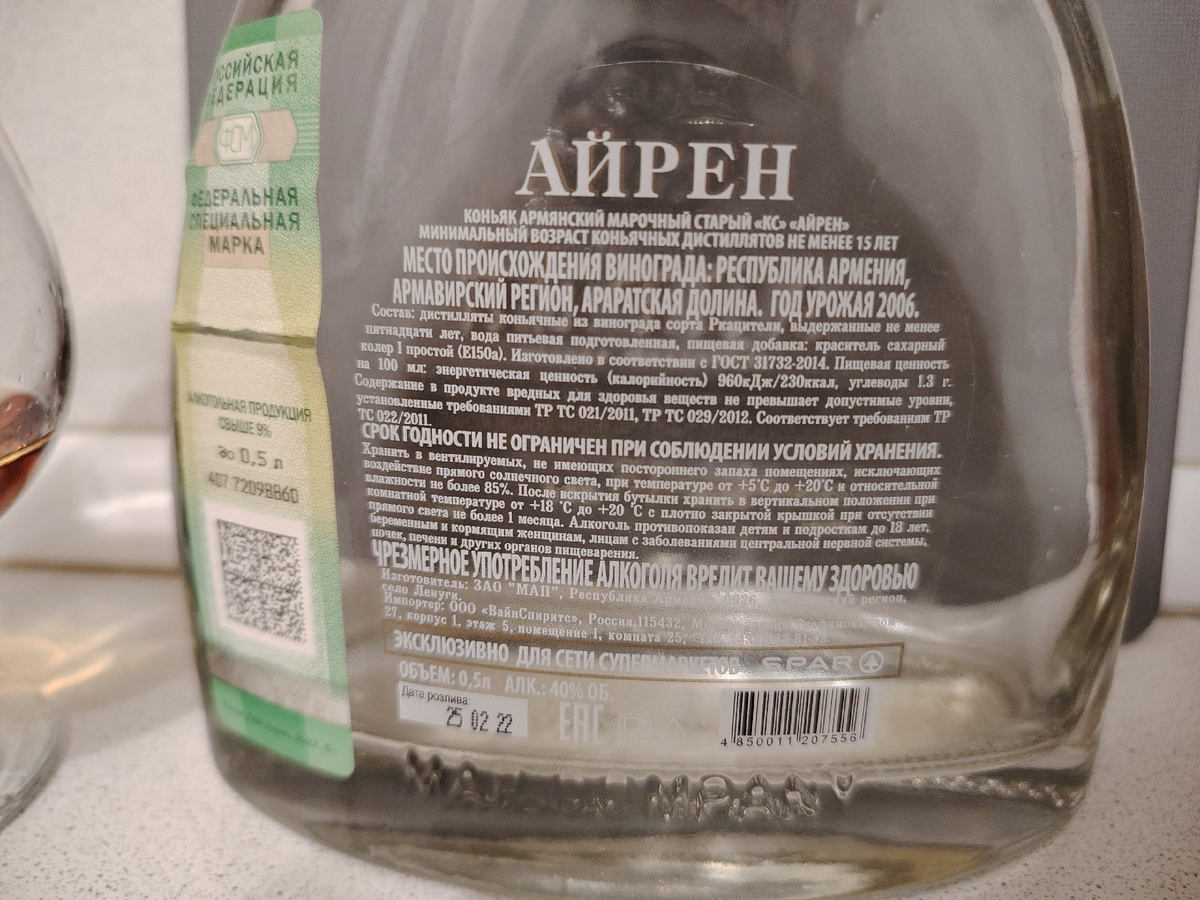 РОССИЙСКАЯ
ФЕДЕРАЦИЯ
ФСМ
ФЕДЕРАЛЬНАЯ
СПЕЦИАЛЬНАЯ
МАРКА
АЛКОГОЛЬНАЯ ПРОДУКЦИЯ
СВЫШЕ 9%
до 0,5 л
407 72098860
АЙРЕН
КОНЬЯК АРМЯНСКИЙ МАРОЧНЫЙ СТАРЫЙ «КС» «АЙРЕН»
МИНИМАЛЬНЫЙ ВОЗРАСТ КОНЬЯЧНЫХ ДИСТИЛЛЯТОВ НЕ МЕНЕЕ 15 ЛЕТ
МЕСТО ПРОИСХОЖДЕНИЯ ВИНОГРАДА: РЕСПУБЛИКА АРМЕНИЯ,
АРМАВИРСКИЙ РЕГИОН, АРАРАТСКАЯ ДОЛИНА. ГОД УРОЖАЯ 2006.
Состав: дистилляты коньячные из винограда сорта Ркацители, выдержанные не менее
пятнадцати лет, вода питьевая подготовленная, пищевая добавка: краситель сахарный
колер I простой (Е150а). Изготовлено в соответствии с ГОСТ 31732-2014. Пищевая ценность
на 100 мл: энергетическая ценность (калорийность) 960кДж/230ккал, углеводы 1.3 г.
Содержание в продукте вредных для здоровья веществ не превышает допустимые уровни,
установленные требованиями ТР ТС 021/2011, ТР ТС 029/2012. Соответствует требованиям ТР
ТС 022/2011.
СРОК ГОДНОСТИ НЕ ОГРАНИЧЕН ПРИ СОБЛЮДЕНИИ УСЛОВИЙ ХРАНЕНИЯ.
Хранить в вентилируемых, не имеющих постороннего запаха помещениях, исключающих
воздействие прямого солнечного света, при температуре от +5˚С до +20˚С и относительной
влажности не более 85%. После вскрытия бутылки хранить в вертикальном положении при
комнатной температуре от +18 ˚С до +20 ˚С с плотно закрытой крышкой при отсутствии
прямого света не более 1 месяца. Алкоголь противопоказан детям и подросткам до 18 лет,
беременным и кормящим женщинам, лицам с заболеваниями центральной нервной системы,
почек, печени и других органов пищеварения.
ЧРЕЗМЕРНОЕ УПОТРЕБЛЕНИЕ АЛКОГОЛЯ ВРЕДИТ ВАШЕМУ ЗДОРОВЬЮ
Изготовитель: ЗАО "МАП", Республика регион,
село Ленуги.
Импортер: ООО «ВайнСпиритс», Россия,115432,
27, корпус 1, этаж 5, помещение I, комната 25;
ЭКСКЛЮЗИВНО ДЛЯ СЕТИ СУПЕРМАРКЕТОВ SPAR
ОБЪЕМ: 0,5л АЛК.: 40% ОБ.
Дата розлива:
25 02 22
ЕАС
4 850011 207556